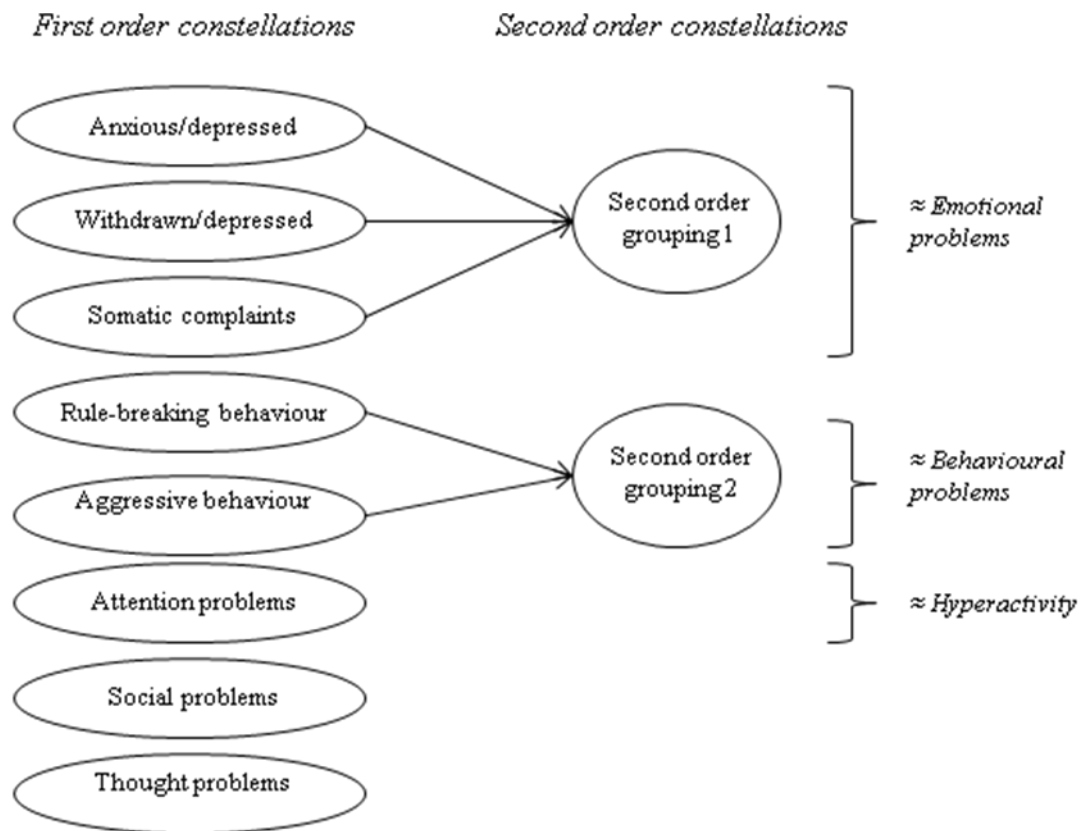 First order constellations
Second order constellations
Anxious/depressed
Withdrawn/depressed
Somatic complaints
Rule-breaking behaviour
Aggressive behaviour
Attention problems
Social problems
Thought problems
Second order
grouping 1
Second order
grouping 2
≈ Emotional
problems
≈ Behavioural
problems
≈ Hyperactivity